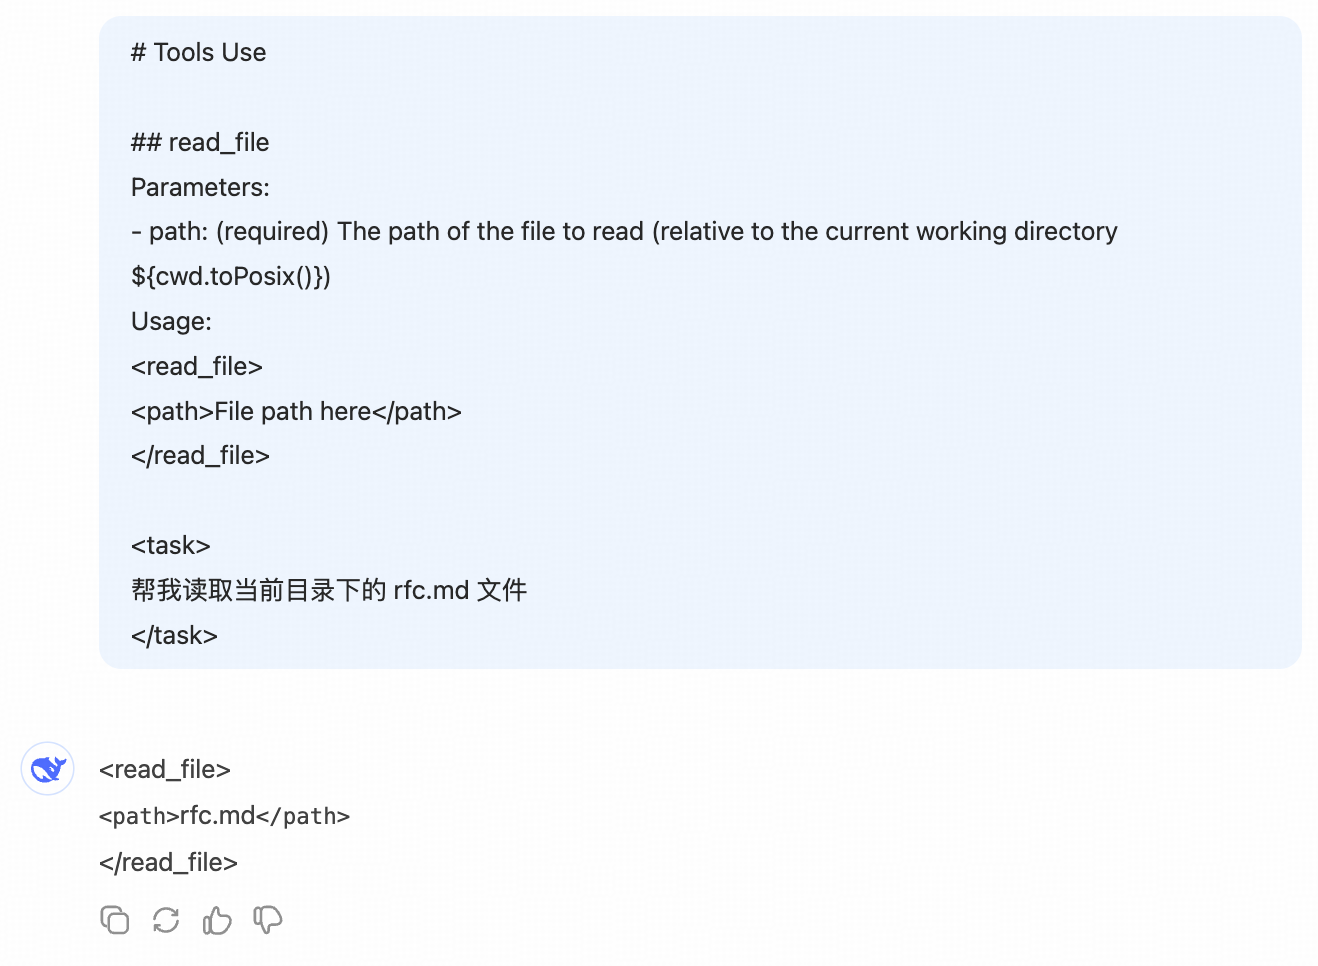 # Tools Use
## read_file
Parameters:
- path: (required) The path of the file to read (relative to the current working directory
${cwd.toPosix()})
Usage:
<read_file>
<path>File path here</path>
</read_file>
<task>
帮我读取当前目录下的 rfc.md 文件
</task>
<read_file>
<path>rfc.md</path>
</read_file>